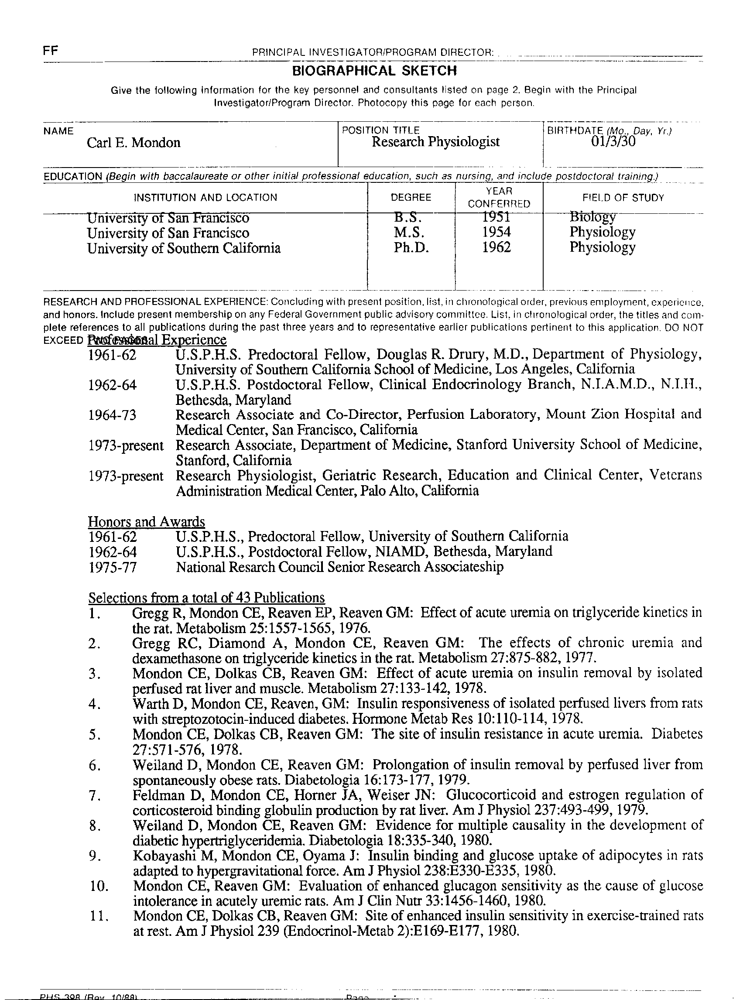 FF
PRINCIPAL INVESTIGATOR/PROGRAM DIRECTOR:
BIOGRAPHICAL SKETCH
Give the following information for the key personnel and consultants listed on page 2. Begin with the Principal
Investigator/Program Director. Photocopy this page for each person.
NAME POSITION TITLE BIRTHDATE (Mo., Day, Yr.)
Carl E. Mondon Research Physiologist 01/3/30
EDUCATION (Begin with baccalaureate or other initial professional education, such as nursing, and include postdoctoral training.)
INSTITUTION AND LOCATION DEGREE YEAR CONFERRED FIELD OF STUDY
University of San Francisco B.S. 1951 Biology
University of San Francisco M.S. 1954 Physiology
University of Southern California Ph.D. 1962 Physiology
RESEARCH AND PROFESSIONAL EXPERIENCE: Concluding with present position, list, in chronological order, previous employment, experience,
and honors. Include present membership on any Federal Government public advisory committee. List, in chronological order, the titles and com-
plete references to all publications during the past three years and to representative earlier publications pertinent to this application. DO NOT
EXCEED Professional Experience
1961-62 U.S.P.H.S. Predoctoral Fellow, Douglas R. Drury, M.D., Department of Physiology,
University of Southern California School of Medicine, Los Angeles, California
1962-64 U.S.P.H.S. Postdoctoral Fellow, Clinical Endocrinology Branch, N.I.A.M.D., N.I.H.,
Bethesda, Maryland
1964-73 Research Associate and Co-Director, Perfusion Laboratory, Mount Zion Hospital and
Medical Center, San Francisco, California
1973-present Research Associate, Department of Medicine, Stanford University School of Medicine,
Stanford, California
1973-present Research Physiologist, Geriatric Research, Education and Clinical Center, Veterans
Administration Medical Center, Palo Alto, California
Honors and Awards
1961-62 U.S.P.H.S., Predoctoral Fellow, University of Southern California
1962-64 U.S.P.H.S., Postdoctoral Fellow, NIAMD, Bethesda, Maryland
1975-77 National Resarch Council Senior Research Associateship
Selections from a total of 43 Publications
1. Gregg R, Mondon CE, Reaven EP, Reaven GM: Effect of acute uremia on triglyceride kinetics in
the rat. Metabolism 25:1557-1565, 1976.
2. Gregg RC, Diamond A, Mondon CE, Reaven GM: The effects of chronic uremia and
dexamethasone on triglyceride kinetics in the rat. Metabolism 27:875-882, 1977.
3. Mondon CE, Dolkas CB, Reaven GM: Effect of acute uremia on insulin removal by isolated
perfused rat liver and muscle. Metabolism 27:133-142, 1978.
4. Warth D, Mondon CE, Reaven, GM: Insulin responsiveness of isolated perfused livers from rats
with streptozotocin-induced diabetes. Hormone Metab Res 10:110-114, 1978.
5. Mondon CE, Dolkas CB, Reaven GM: The site of insulin resistance in acute uremia. Diabetes
27:571-576, 1978.
6. Weiland D, Mondon CE, Reaven GM: Prolongation of insulin removal by perfused liver from
spontaneously obese rats. Diabetologia 16:173-177, 1979.
7. Feldman D, Mondon CE, Horner JA, Weiser JN: Glucocorticoid and estrogen regulation of
corticosteroid binding globulin production by rat liver. Am J Physiol 237:493-499, 1979.
8. Weiland D, Mondon CE, Reaven GM: Evidence for multiple causality in the development of
diabetic hypertriglyceridemia. Diabetologia 18:335-340, 1980.
9. Kobayashi M, Mondon CE, Oyama J: Insulin binding and glucose uptake of adipocytes in rats
adapted to hypergravitational force. Am J Physiol 238:E330-E335, 1980.
10. Mondon CE, Reaven GM: Evaluation of enhanced glucagon sensitivity as the cause of glucose
intolerance in acutely uremic rats. Am J Clin Nutr 33:1456-1460, 1980.
11. Mondon CE, Dolkas CB, Reaven GM: Site of enhanced insulin sensitivity in exercise-trained rats
at rest. Am J Physiol 239 (Endocrinol-Metab 2):E169-E177, 1980.
PHS 398 (Rev. 10/88) Page